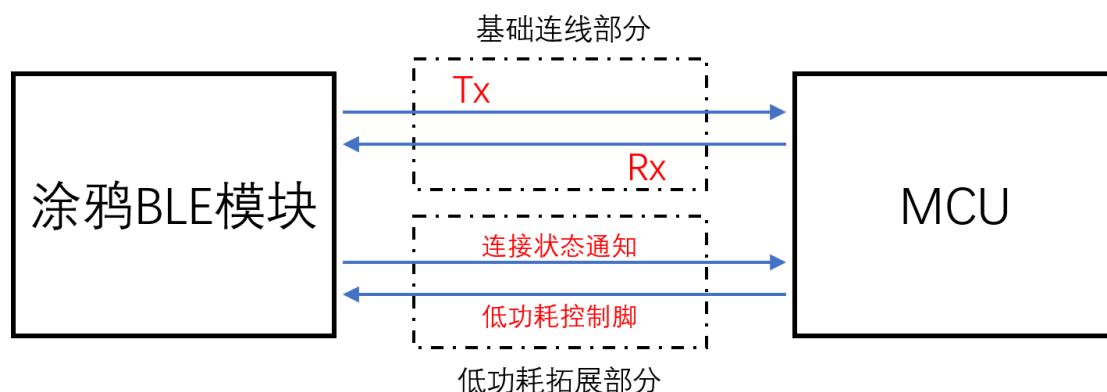 基础连线部分
Tx
Rx
涂鸦BLE模块
MCU
连接状态通知
低功耗控制脚
低功耗拓展部分